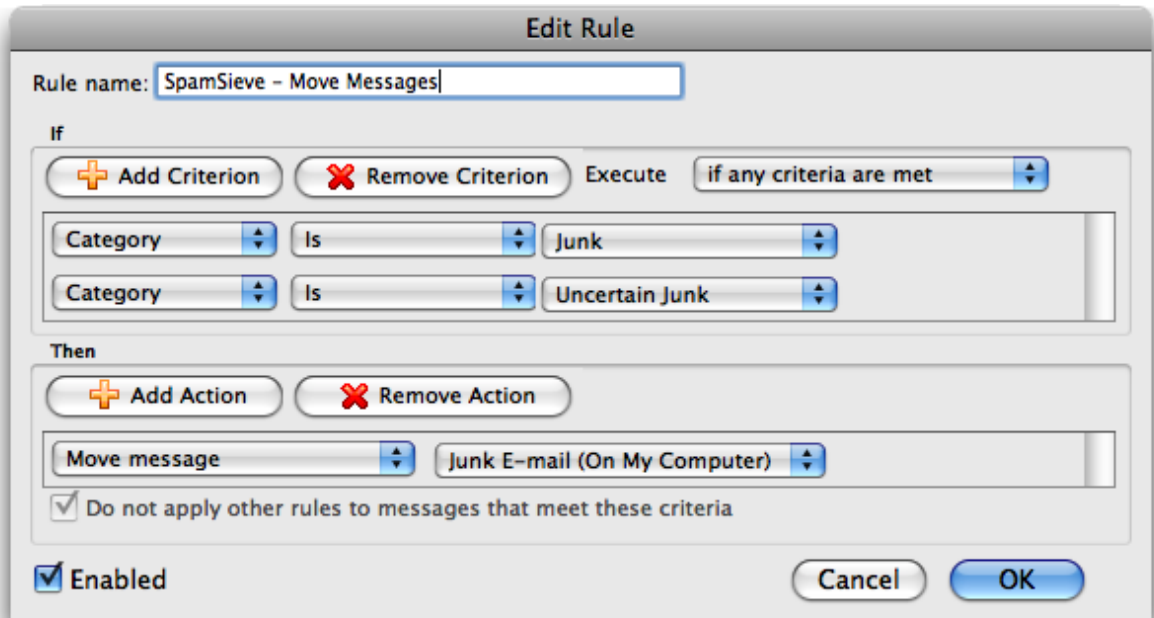 Edit Rule
Rule name: SpamSieve – Move Messages
If
Add Criterion Remove Criterion Execute if any criteria are met
Category Is Junk
Category Is Uncertain Junk
Then
Add Action Remove Action
Move message Junk E-mail (On My Computer)
Do not apply other rules to messages that meet these criteria
Enabled Cancel OK